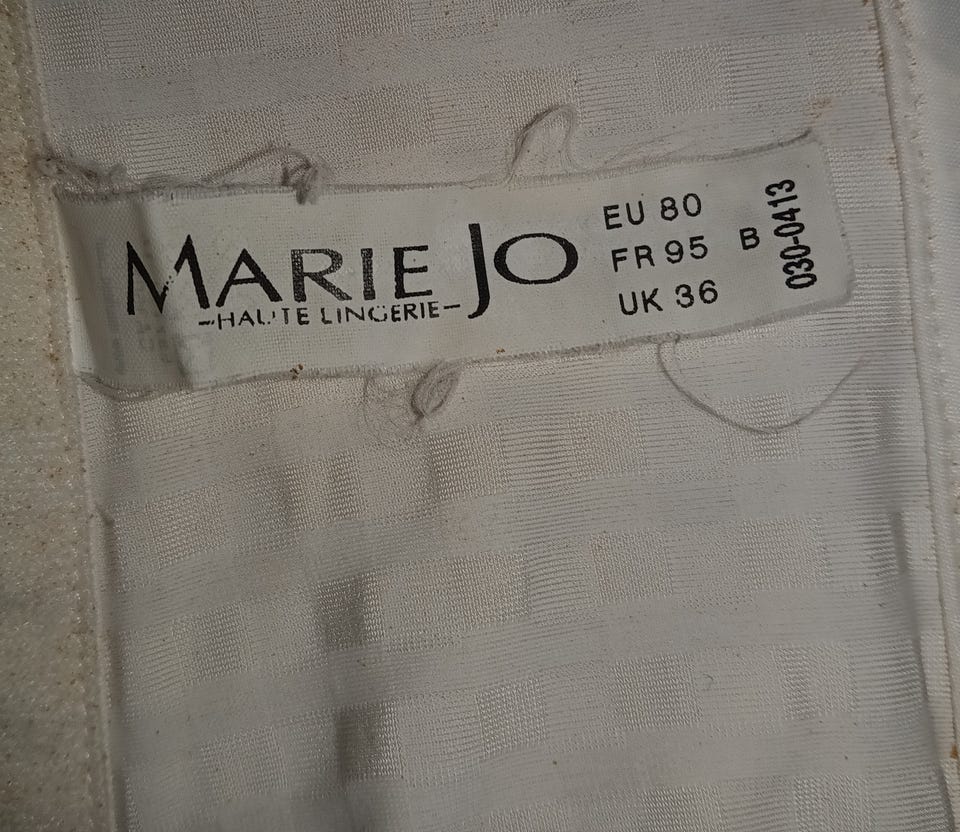 MARIE JO
-HAUTE LINGERIE-
EU 80
FR 95 B
UK 36
030-0413